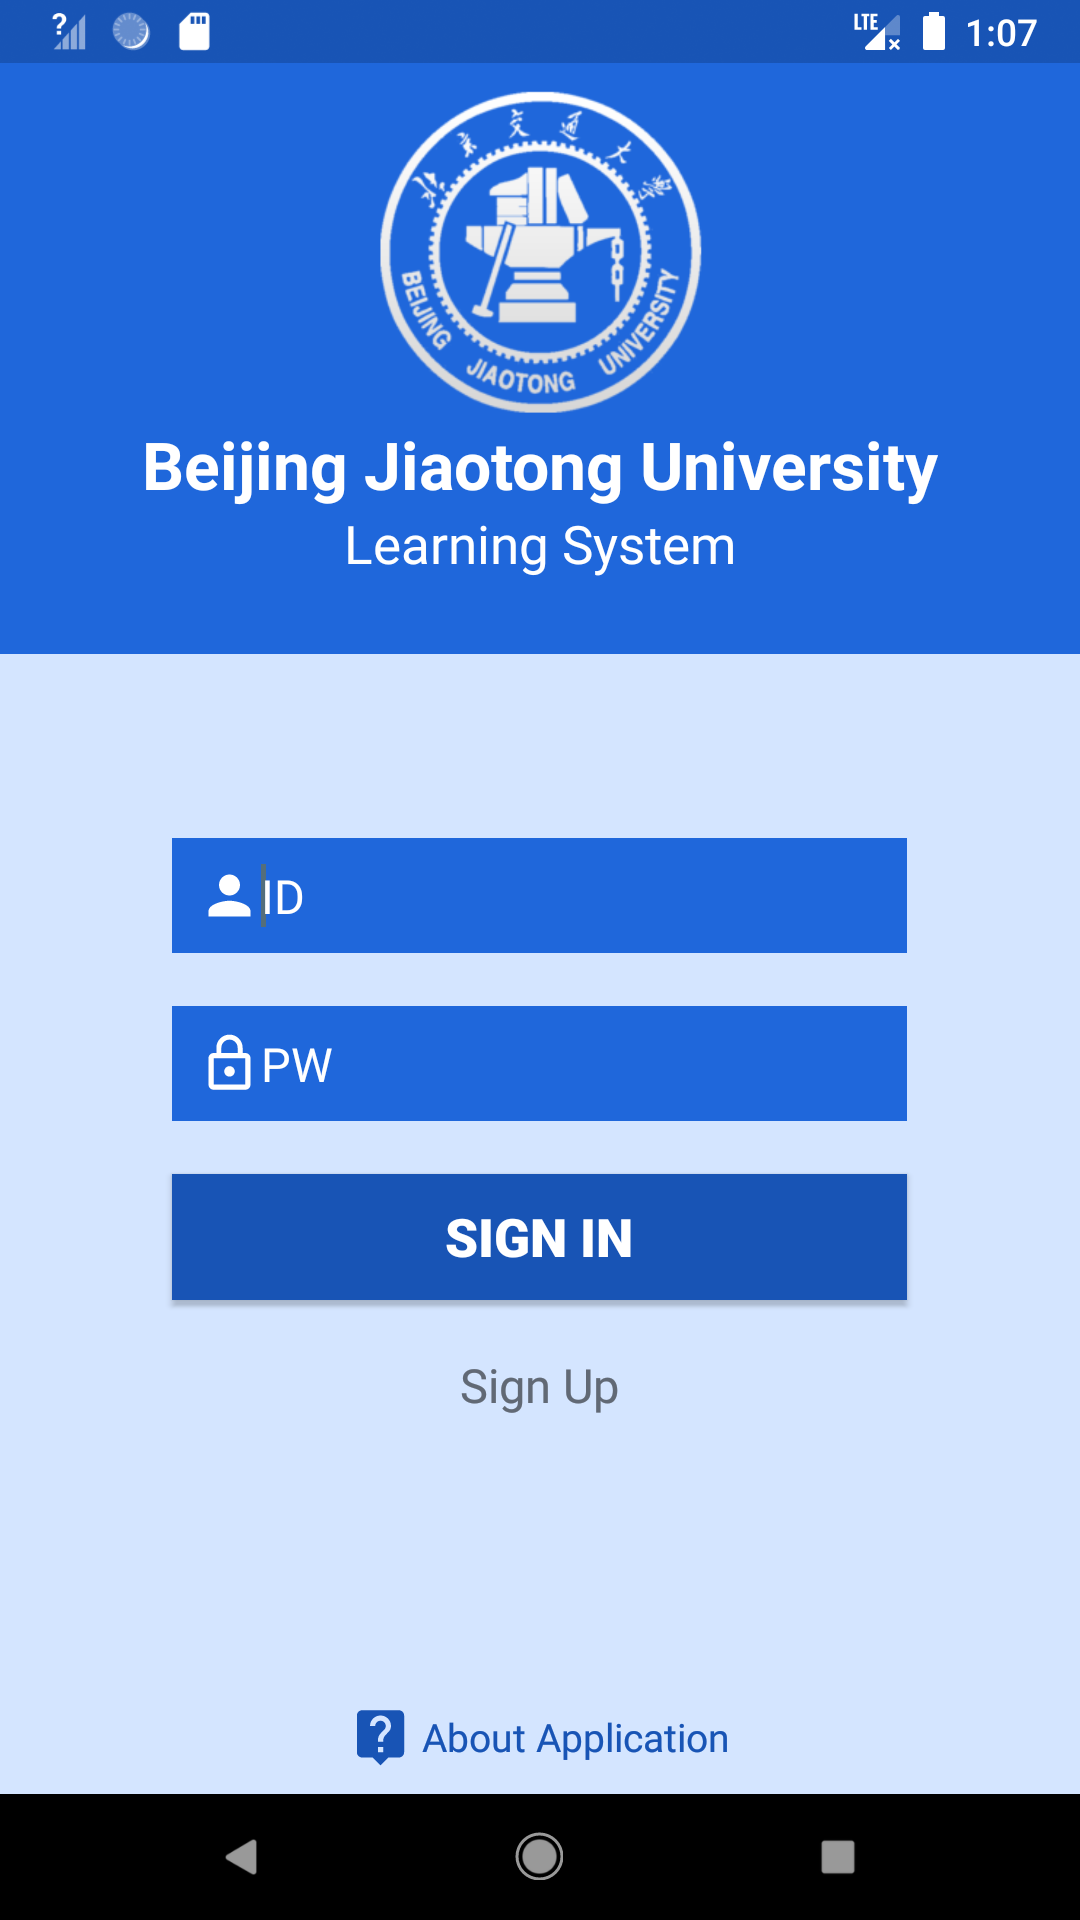 LTE 1:07
北京交通大學
BEIJING JIAOTONG UNIVERSITY
Beijing Jiaotong University
Learning System
ID
PW
SIGN IN
Sign Up
? About Application